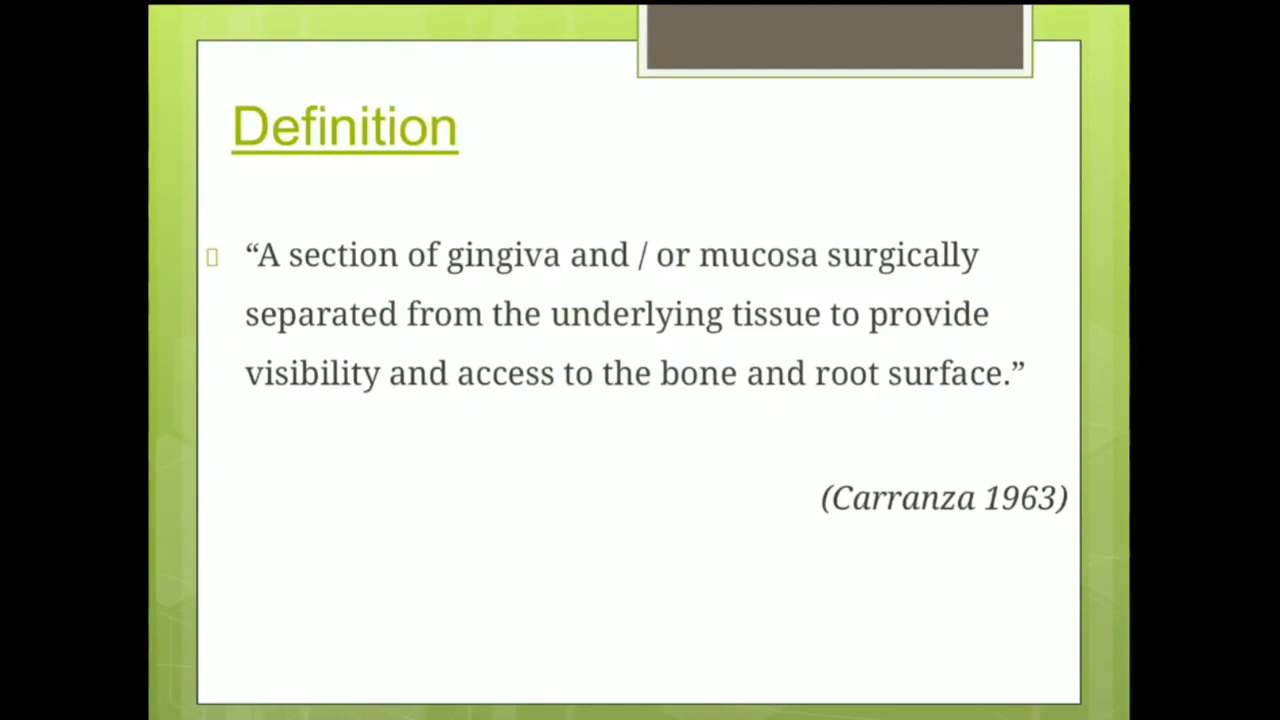 Definition
“A section of gingiva and / or mucosa surgically
separated from the underlying tissue to provide
visibility and access to the bone and root surface.”
(Carranza 1963)